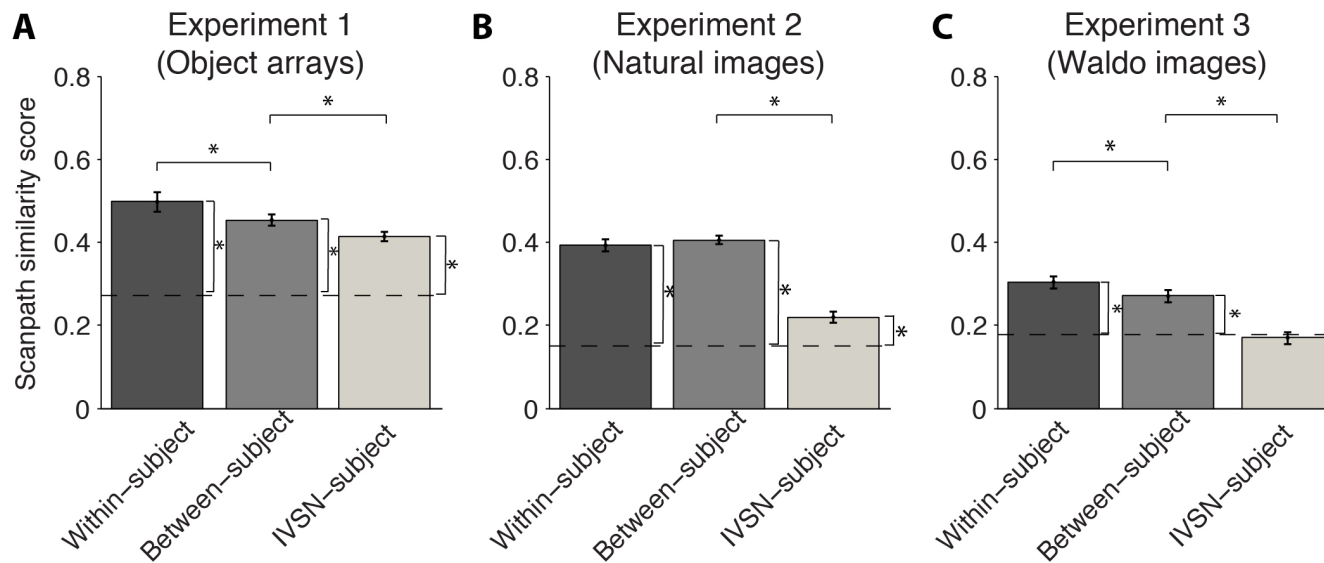 A
Experiment 1
(Object arrays)
B
Experiment 2
(Natural images)
C
Experiment 3
(Waldo images)
Scanpath similarity score
0.8
0.6
0.4
0.2
0
*
*
*
*
*
Within–subject
Between–subject
IVSN–subject
0.8
0.6
0.4
0.2
0
*
*
*
*
Within–subject
Between–subject
IVSN–subject
0.8
0.6
0.4
0.2
0
*
*
*
*
Within–subject
Between–subject
IVSN–subject